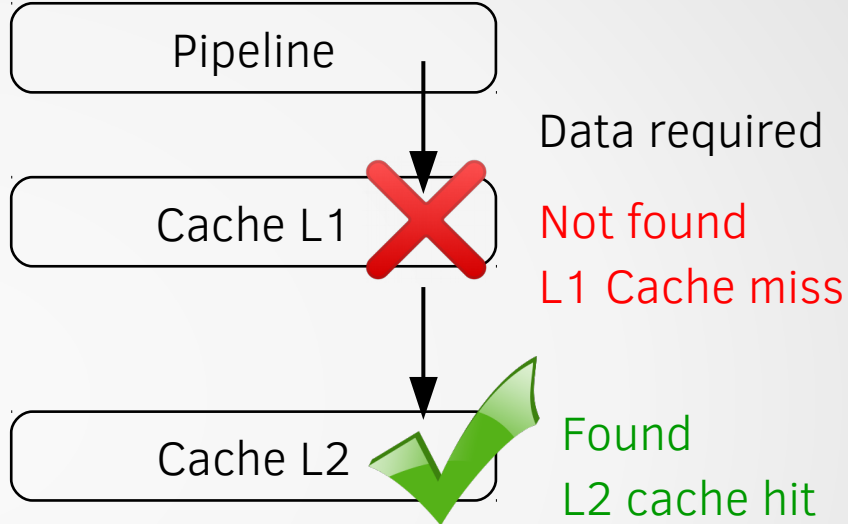 Pipeline
Data required
Cache L1
Not found
L1 Cache miss
Cache L2
Found
L2 cache hit